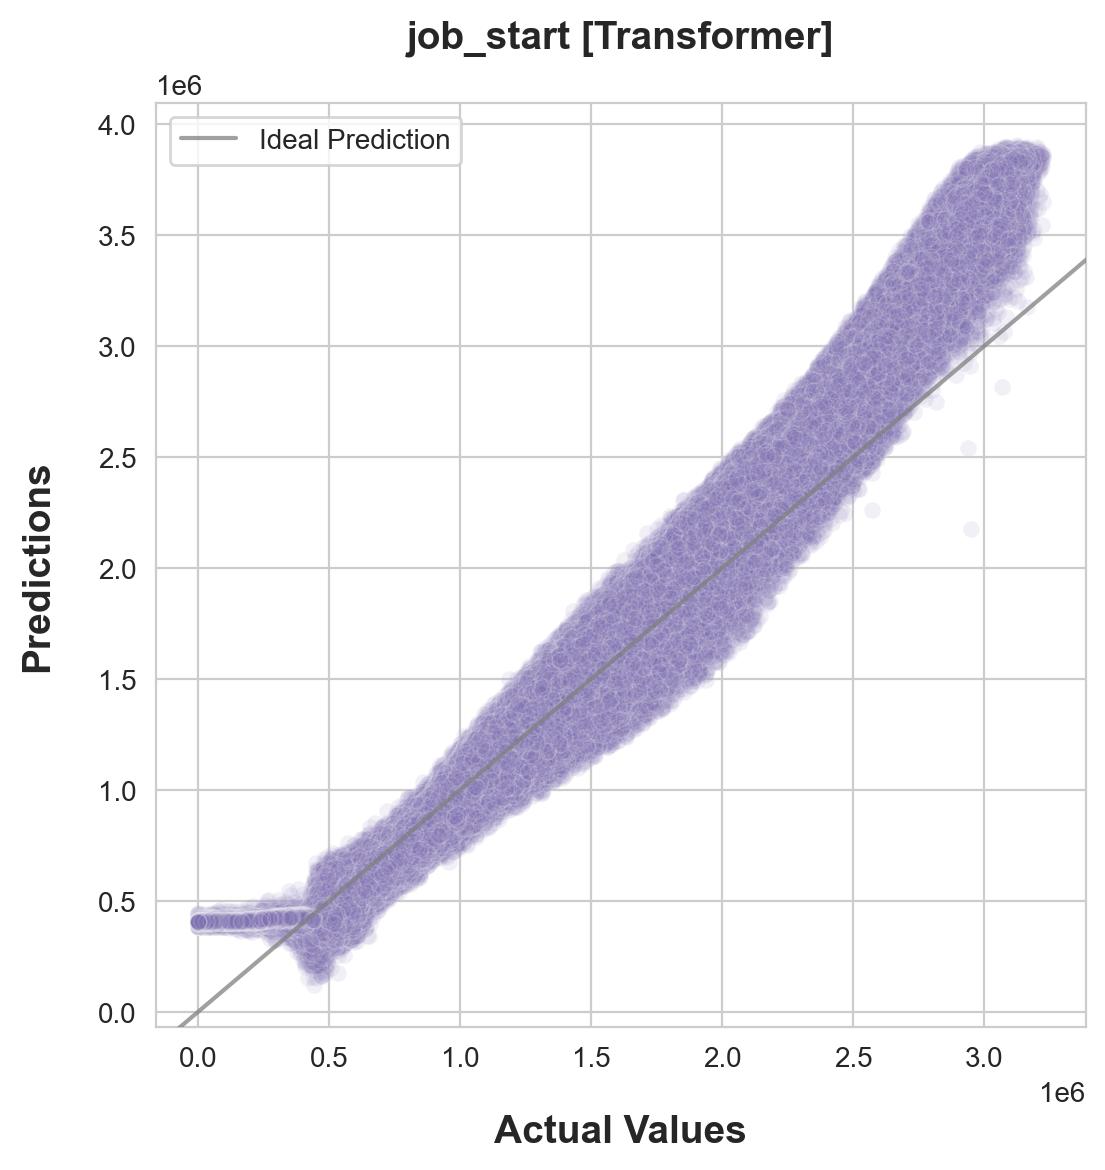 job_start [Transformer]
1e6
Ideal Prediction
4.0
3.5
3.0
2.5
2.0
1.5
1.0
0.5
0.0
Predictions
0.0 0.5 1.0 1.5 2.0 2.5 3.0
1e6
Actual Values